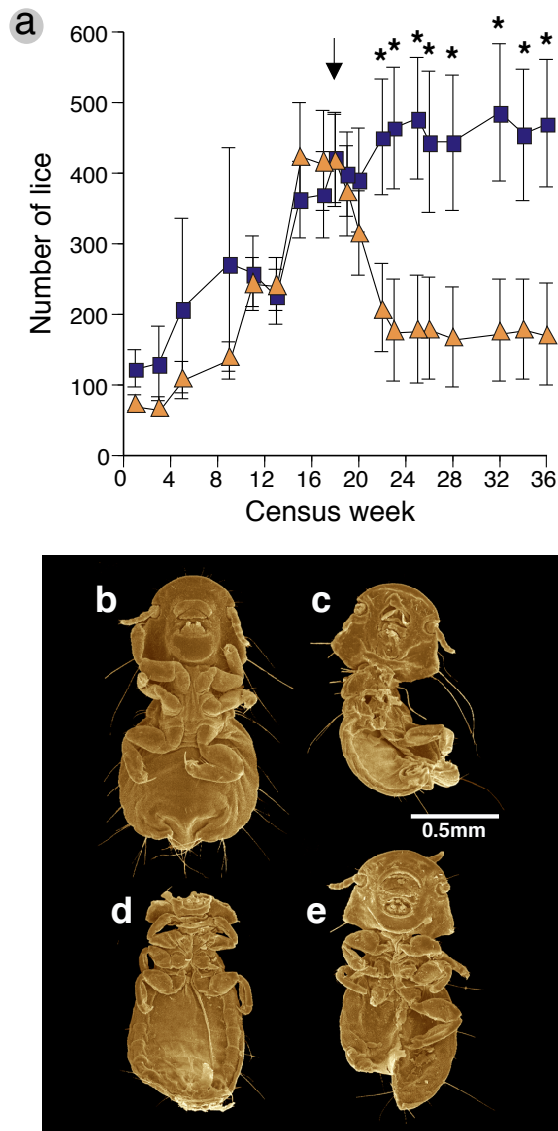 a
600
500
400
300
200
100
0
Number of lice
* * * * * * * *
0 4 8 12 16 20 24 28 32 36
Census week
b
c
0.5mm
d
e